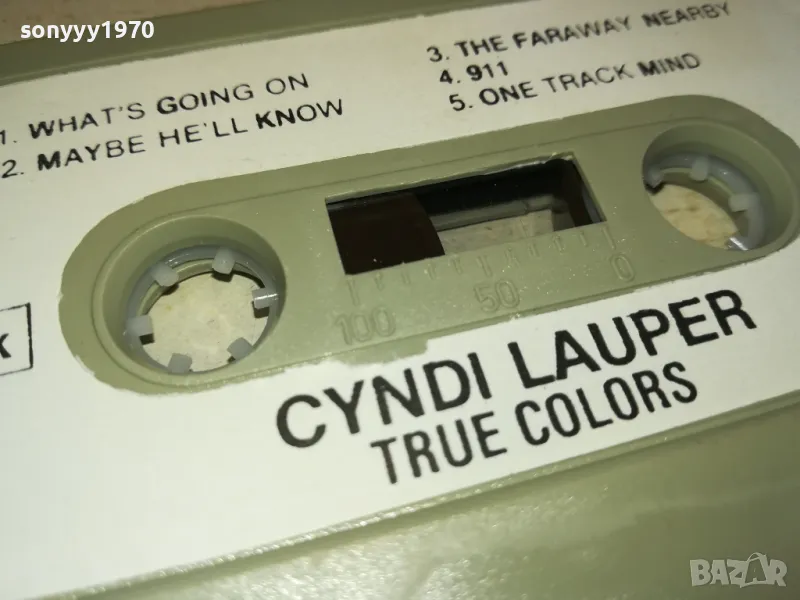 sonyyy1970
1. WHAT'S GOING ON
2. MAYBE HE'LL KNOW
3. THE FARAWAY NEARBY
4. 911
5. ONE TRACK MIND
100 50 0
CYNDI LAUPER
TRUE COLORS
BAZAR